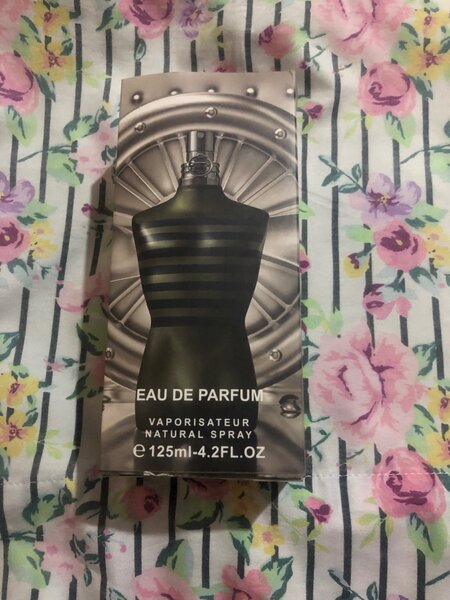 EAU DE PARFUM
VAPORISATEUR
NATURAL SPRAY
e 125ml-4.2FL.OZ